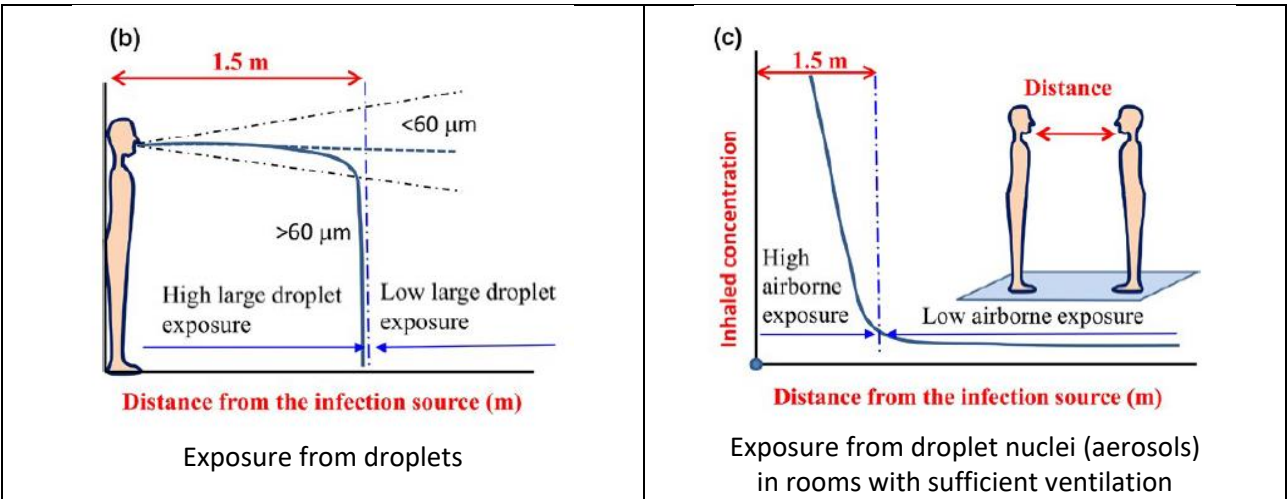 (b)
1.5 m
<60 μm
>60 μm
High large droplet
exposure
Low large droplet
exposure
Distance from the infection source (m)
Exposure from droplets
(c)
1.5 m
Distance
Inhaled concentration
High
airborne
exposure
Low airborne exposure
Distance from the infection source (m)
Exposure from droplet nuclei (aerosols)
in rooms with sufficient ventilation